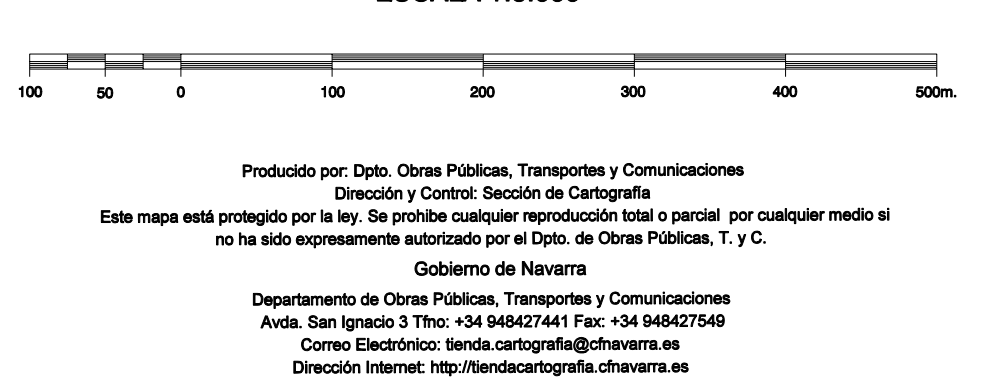 100 50 0 100 200 300 400 500m.
Producido por: Dpto. Obras Públicas, Transportes y Comunicaciones
Dirección y Control: Sección de Cartografía
Este mapa está protegido por la ley. Se prohibe cualquier reproducción total o parcial por cualquier medio si
no ha sido expresamente autorizado por el Dpto. de Obras Públicas, T. y C.
Gobierno de Navarra
Departamento de Obras Públicas, Transportes y Comunicaciones
Avda. San Ignacio 3 Tfno: +34 948427441 Fax: +34 948427549
Correo Electrónico: tienda.cartografia@cfnavarra.es
Dirección Internet: http://tiendacartografia.cfnavarra.es